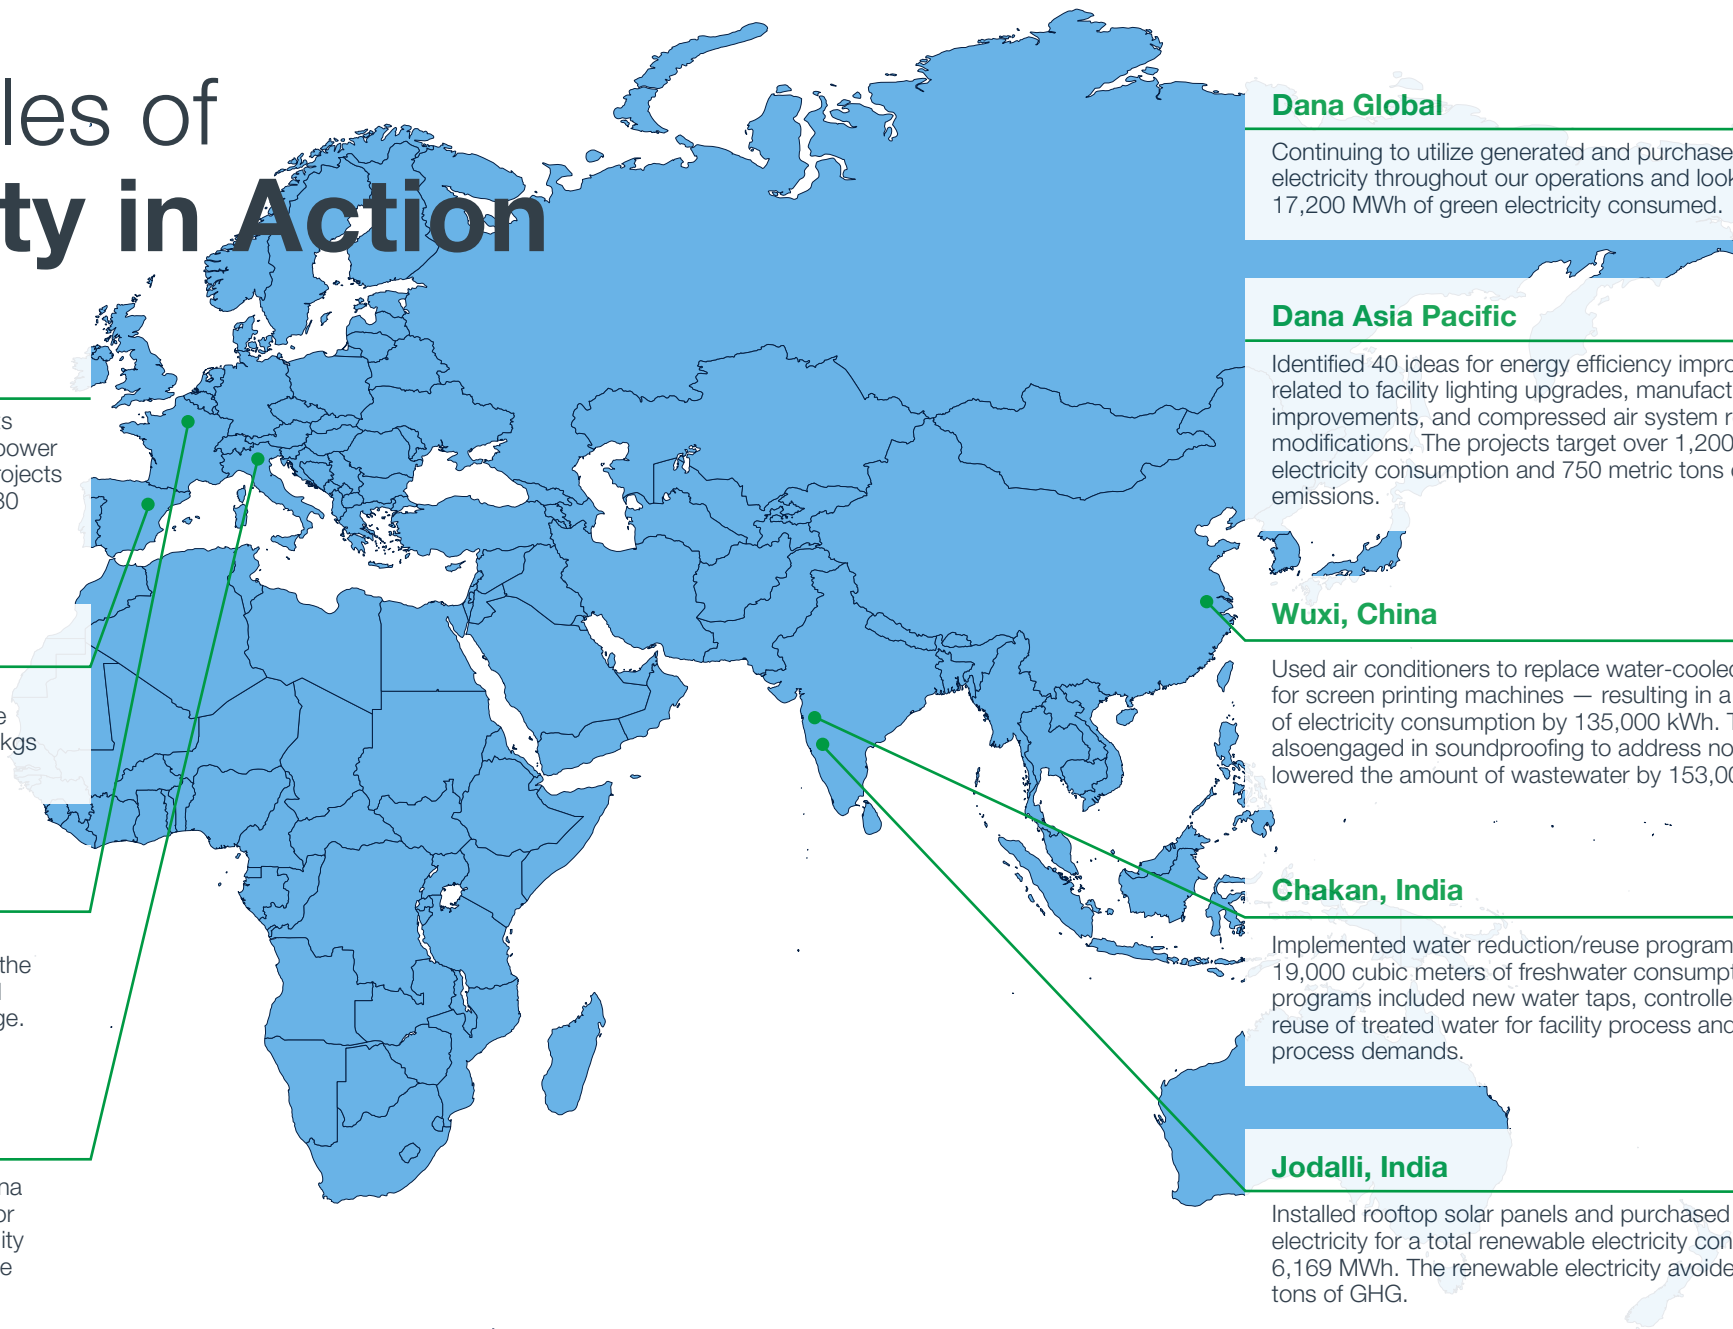 les of
ty in Action
s
power
rojects
30
e
kgs
the
l
ge.
na
or
ity
e
Dana Global
Continuing to utilize generated and purchase
electricity throughout our operations and look
17,200 MWh of green electricity consumed.
Dana Asia Pacific
Identified 40 ideas for energy efficiency impro
related to facility lighting upgrades, manufact
improvements, and compressed air system r
modifications. The projects target over 1,200
electricity consumption and 750 metric tons
emissions.
Wuxi, China
Used air conditioners to replace water-cooled
for screen printing machines — resulting in a
of electricity consumption by 135,000 kWh. T
alsoengaged in soundproofing to address no
lowered the amount of wastewater by 153,00
Chakan, India
Implemented water reduction/reuse program
19,000 cubic meters of freshwater consumpt
programs included new water taps, controlle
reuse of treated water for facility process and
process demands.
Jodalli, India
Installed rooftop solar panels and purchased
electricity for a total renewable electricity con
6,169 MWh. The renewable electricity avoide
tons of GHG.